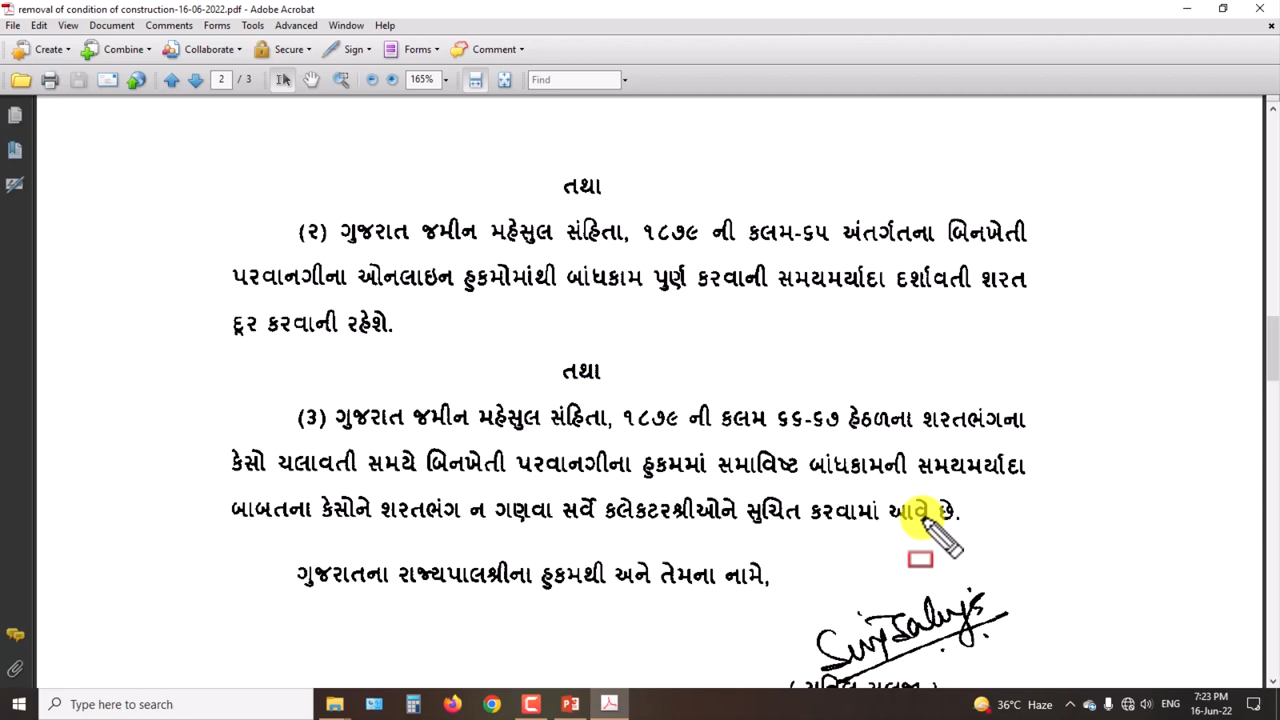 removal of condition of construction-16-06-2022.pdf - Adobe Acrobat
File Edit View Document Comments Forms Tools Advanced Window Help
Create Combine Collaborate Secure Sign Forms Comment
2 / 3 165% Find
તથા
(૨) ગુજરાત જમીન મહેસુલ સંહિતા, ૧૮૭૯ ની કલમ-૬૫ અંતર્ગતના બિનખેતી
પરવાનગીના ઓનલાઇન હુકમોમાંથી બાંધકામ પુર્ણ કરવાની સમયમર્યાદા દર્શાવતી શરત
દૂર કરવાની રહેશે.
તથા
(૩) ગુજરાત જમીન મહેસુલ સંહિતા, ૧૮૭૯ ની કલમ ૬૬-૬૭ હેઠળના શરતભંગના
કેસો ચલાવતી સમયે બિનખેતી પરવાનગીના હુકમમાં સમાવિષ્ટ બાંધકામની સમયમર્યાદા
બાબતના કેસોને શરતભંગ ન ગણવા સર્વે કલેકટરશ્રીઓને સુચિત કરવામાં આવે છે.
ગુજરાતના રાજ્યપાલશ્રીના હુકમથી અને તેમના નામે,
Type here to search
36°C Haze ENG 7:23 PM
16-Jun-22